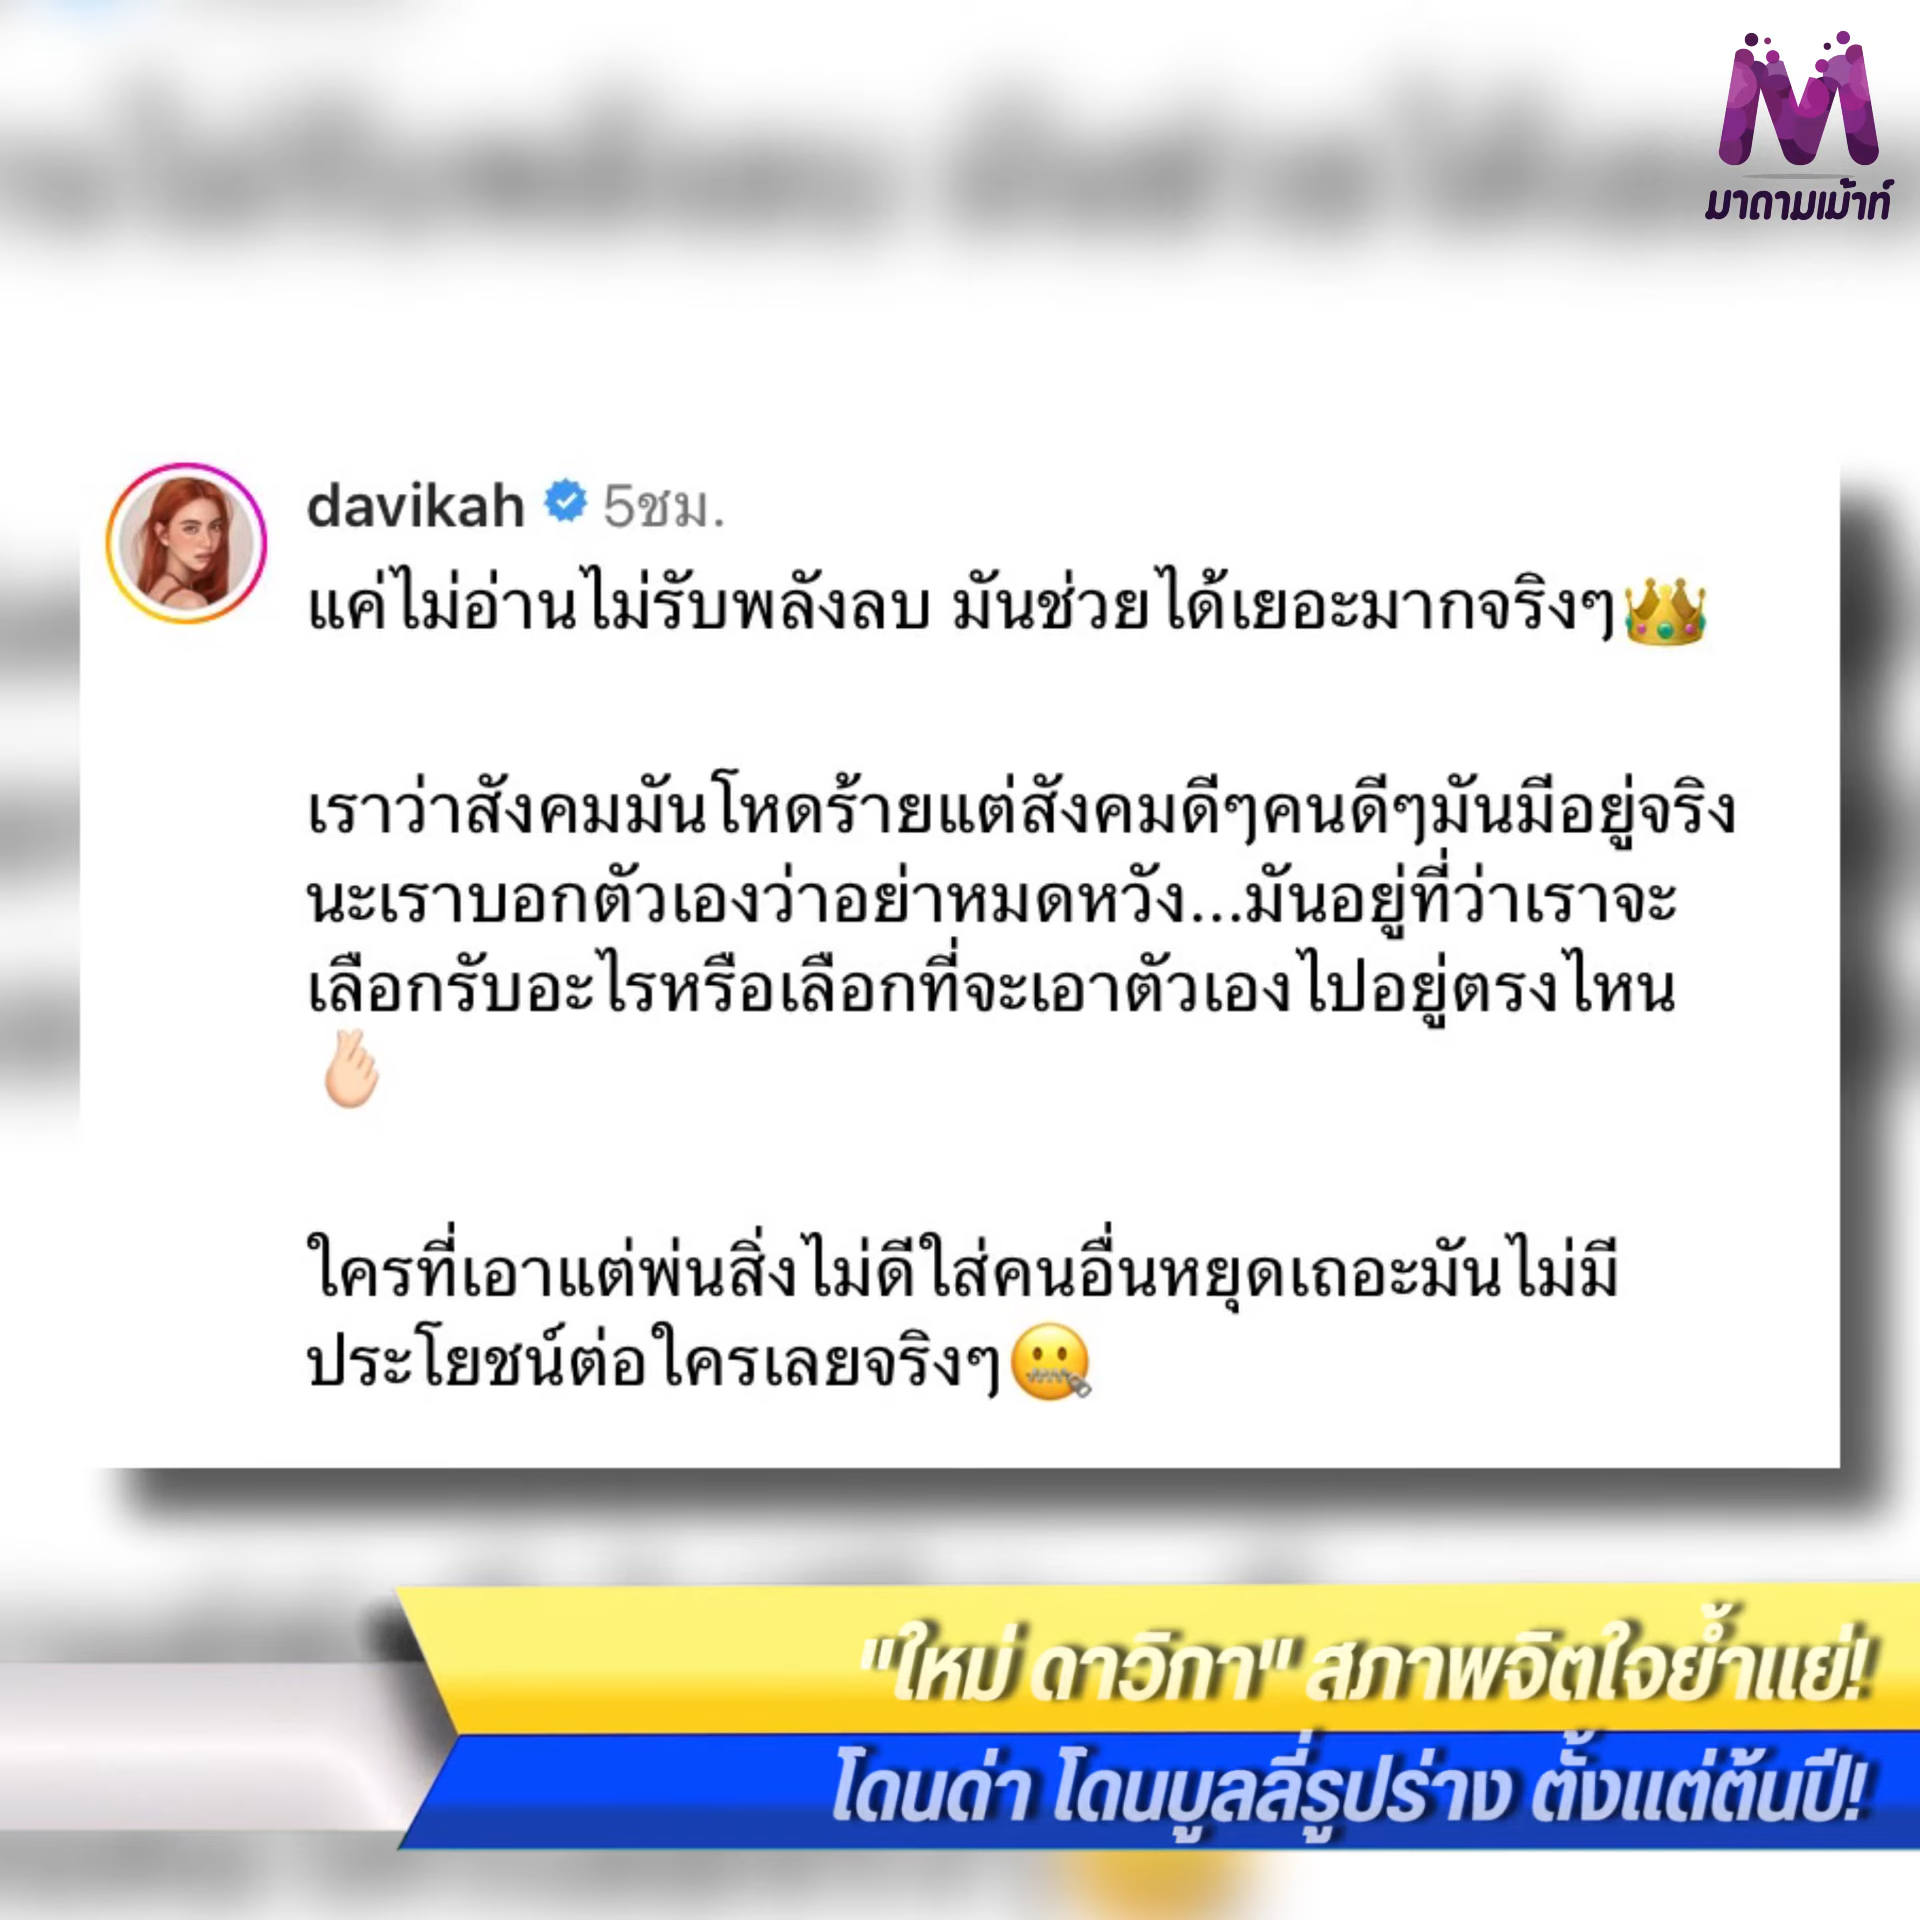 มาดามเม้าท์
davikah 5ชม.
แค่ไม่อ่านไม่รับพลังลบ มันช่วยได้เยอะมากจริงๆ👑
เราว่าสังคมมันโหดร้ายแต่สังคมดีๆคนดีๆมันมีอยู่จริง
นะเราบอกตัวเองว่าอย่าหมดหวัง...มันอยู่ที่ว่าเราจะ
เลือกรับอะไรหรือเลือกที่จะเอาตัวเองไปอยู่ตรงไหน
🫰🏻
ใครที่เอาแต่พ่นสิ่งไม่ดีใส่คนอื่นหยุดเถอะมันไม่มี
ประโยชน์ต่อใครเลยจริงๆ🤐
"ใหม่ ดาวิกา" สภาพจิตใจย้ำแย่!
โดนด่า โดนบูลลี่รูปร่าง ตั้งแต่ต้นปี!